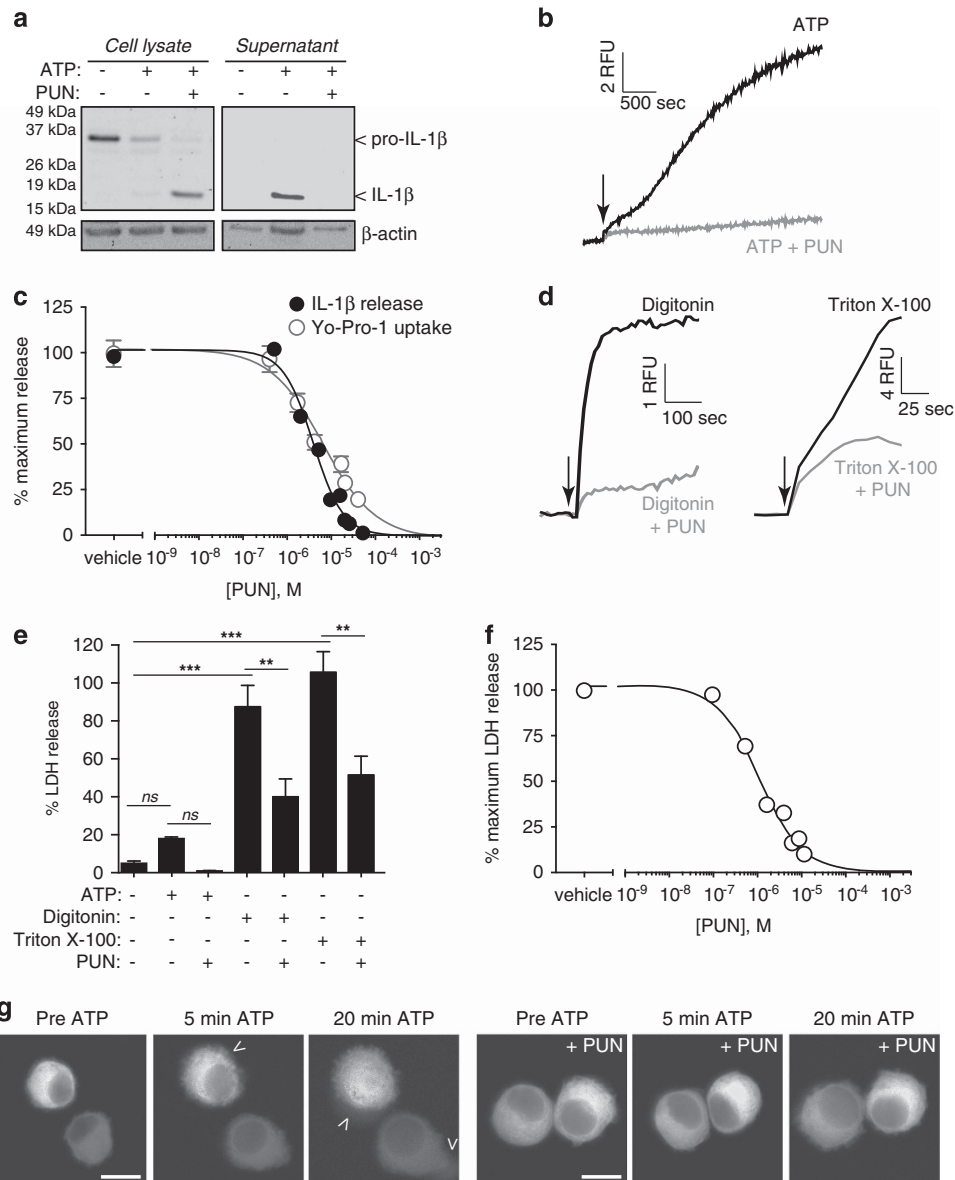 a
Cell lysate Supernatant
ATP: - + + - + +
PUN: - - + - - +
49 kDa
37 kDa
26 kDa
19 kDa
15 kDa
< pro-IL-1β
< IL-1β
49 kDa
β-actin
b
ATP
2 RFU
500 sec
ATP + PUN
c
IL-1β release
Yo-Pro-1 uptake
% maximum release
125
100
75
50
25
0
vehicle 10⁻⁹ 10⁻⁸ 10⁻⁷ 10⁻⁶ 10⁻⁵ 10⁻⁴ 10⁻³
[PUN], M
d
Digitonin
1 RFU
100 sec
Digitonin
+ PUN
Triton X-100
4 RFU
25 sec
Triton X-100
+ PUN
e
% LDH release
120
100
80
60
40
20
0
ns
ns
***
**
***
**
ATP: - + + - - - -
Digitonin: - - - + + - -
Triton X-100: - - - - - + +
PUN: - - + - + - +
f
% maximum LDH release
125
100
75
50
25
0
vehicle 10⁻⁹ 10⁻⁸ 10⁻⁷ 10⁻⁶ 10⁻⁵ 10⁻⁴ 10⁻³
[PUN], M
g
Pre ATP 5 min ATP 20 min ATP Pre ATP 5 min ATP 20 min ATP
+ PUN + PUN + PUN